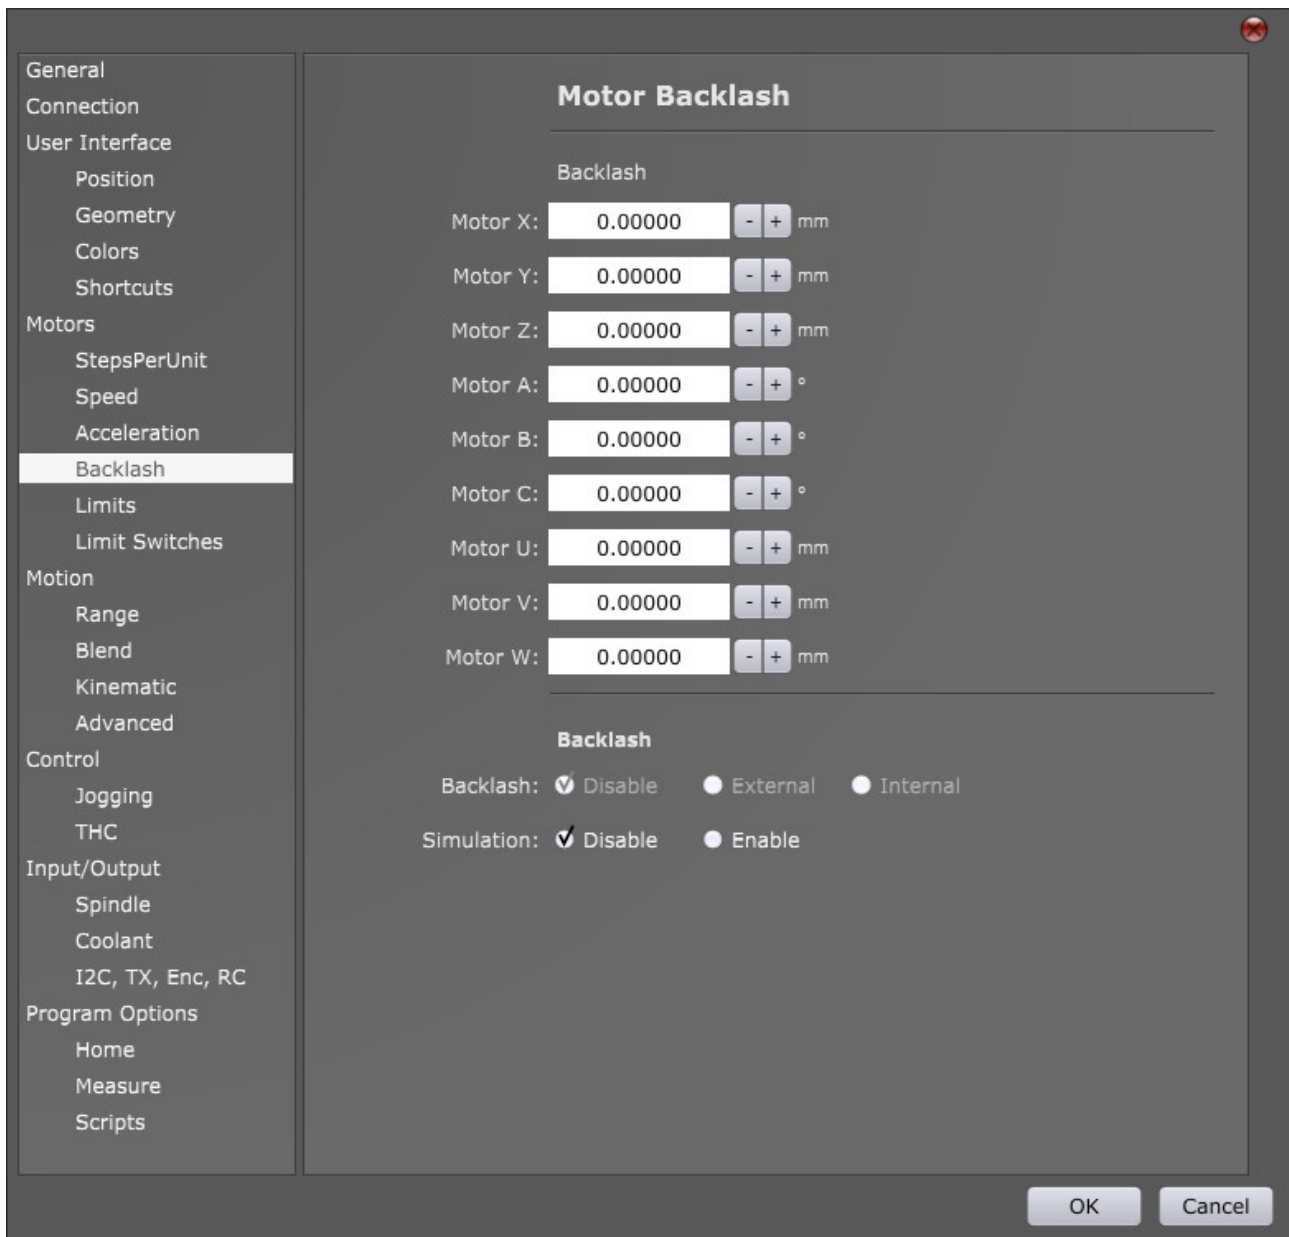 General
Connection
User Interface
Position
Geometry
Colors
Shortcuts
Motors
StepsPerUnit
Speed
Acceleration
Backlash
Limits
Limit Switches
Motion
Range
Blend
Kinematic
Advanced
Control
Jogging
THC
Input/Output
Spindle
Coolant
I2C, TX, Enc, RC
Program Options
Home
Measure
Scripts
Motor Backlash
Backlash
Motor X: 0.00000 - + mm
Motor Y: 0.00000 - + mm
Motor Z: 0.00000 - + mm
Motor A: 0.00000 - + °
Motor B: 0.00000 - + °
Motor C: 0.00000 - + °
Motor U: 0.00000 - + mm
Motor V: 0.00000 - + mm
Motor W: 0.00000 - + mm
Backlash
Backlash: Disable External Internal
Simulation: Disable Enable
OK Cancel